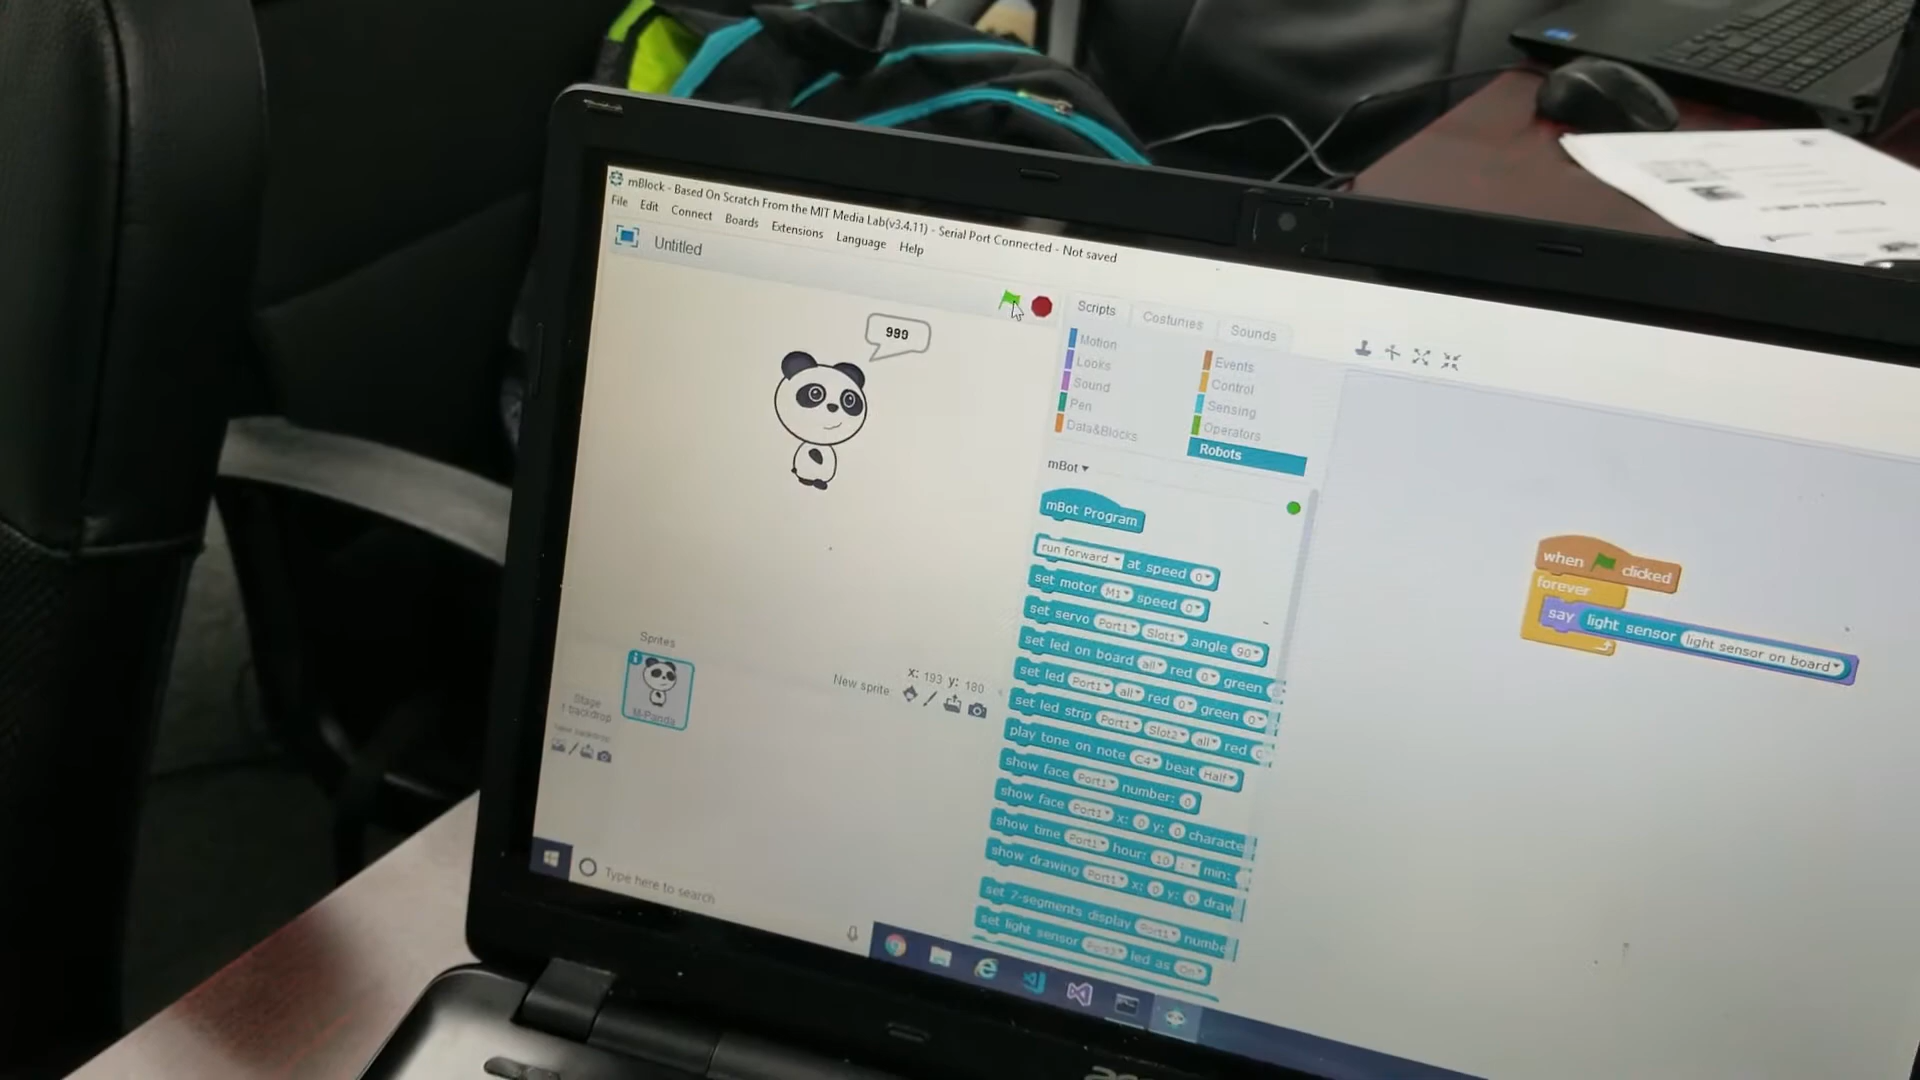 mBlock - Based On Scratch From the MIT Media Lab(v3.4.11) - Serial Port Connected - Not saved
File Edit Connect Boards Extensions Language Help
Untitled
999
Scripts Costumes Sounds
Motion
Looks
Sound
Pen
Data&Blocks
Events
Control
Sensing
Operators
Robots
mBot
mBot Program
run forward at speed 0
set motor M1 speed 0
set servo Port1 Slot1 angle 90
set led on board all red 0 green
set led Port1 all red 0 green 0
set led strip Port1 Slot2 all red
play tone on note C4 beat Half
show face Port1 number: 0
show face Port1 x: 0 y: 0 characte
show time Port1 hour: 10 : min:
show drawing Port1 x: 0 y: 0 draw
set 7-segments display Port1 numbe
set light sensor Port3 led as On
when clicked
forever
say light sensor light sensor on board
Sprites
M-Panda
Stage
1 backdrop
New backdrop:
x: 193 y: 180
New sprite:
Type here to search